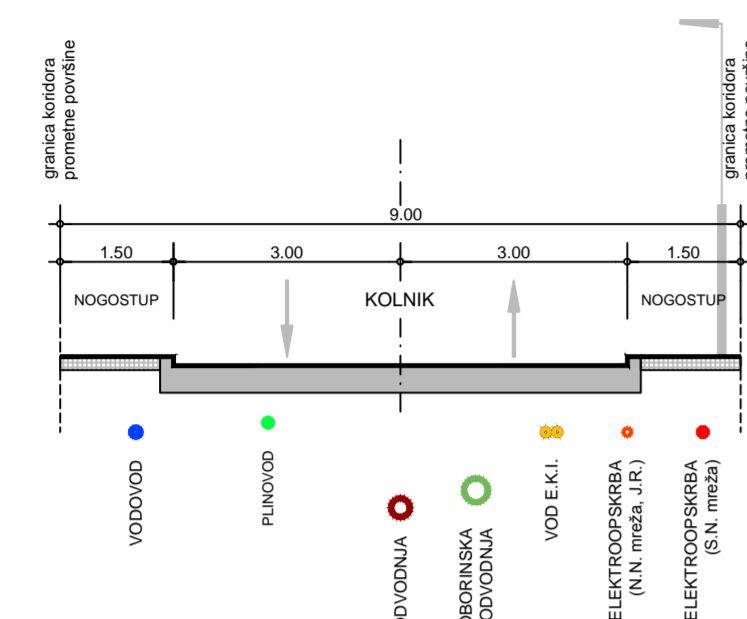 granica koridora
prometne površine
granica koridora
9.00
1.50
3.00
3.00
1.50
NOGOSTUP
KOLNIK
NOGOSTUP
VODOVOD
PLINOVOD
ODVODNJA
ODVODNJA
VOD E.K.I.
ELEKTROOPSKRBA
(N.N. mreža, J.R.)
ELEKTROOPSKRBA
(S.N. mreža)